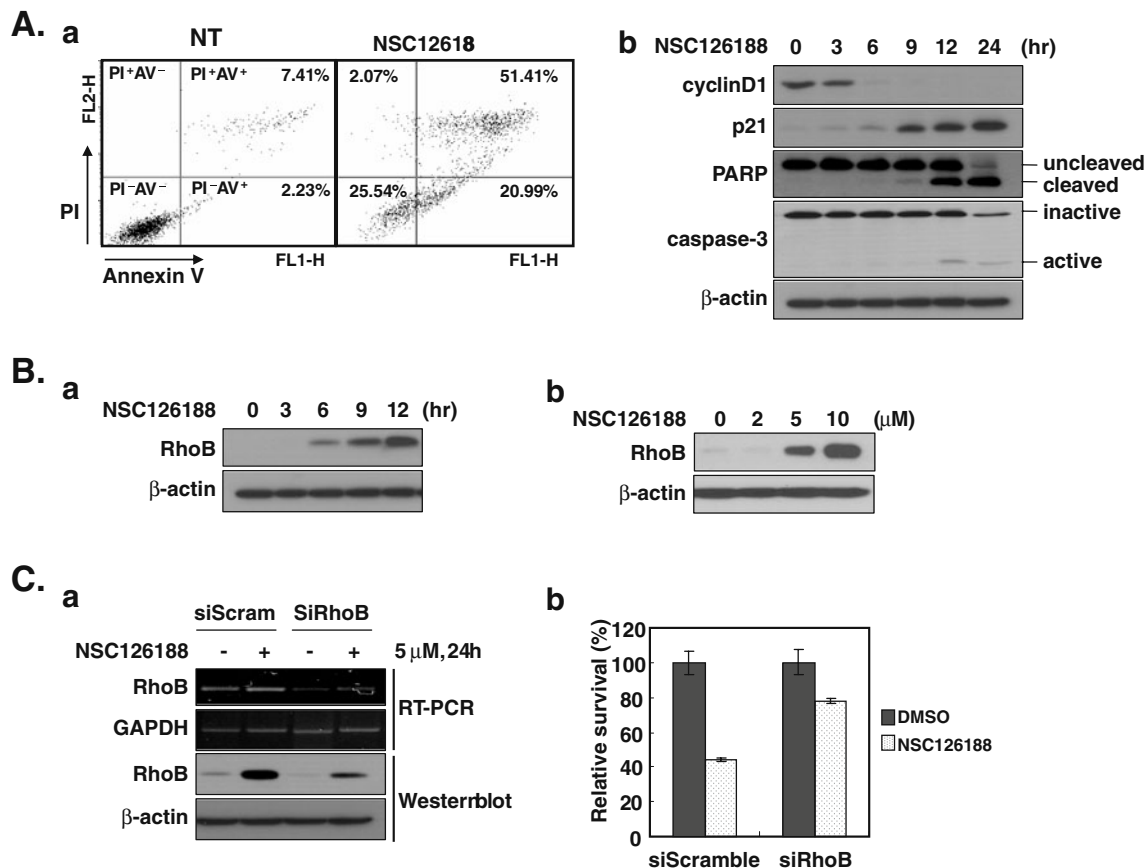 A.
a
NT
NSC12618
FL2-H
PI
PI⁺AV⁻
PI⁺AV⁺
7.41%
2.07%
51.41%
PI⁻AV⁻
PI⁻AV⁺
2.23%
25.54%
20.99%
Annexin V
FL1-H
FL1-H
b
NSC126188 0 3 6 9 12 24 (hr)
cyclinD1
p21
PARP
uncleaved
cleaved
caspase-3
inactive
active
β-actin
B.
a
NSC126188 0 3 6 9 12 (hr)
RhoB
β-actin
b
NSC126188 0 2 5 10 (μM)
RhoB
β-actin
C.
a
siScram SiRhoB
NSC126188 - + - + 5 μM, 24h
RhoB
GAPDH
RT-PCR
RhoB
β-actin
Westernblot
b
Relative survival (%)
120
100
80
60
40
20
0
siScramble siRhoB
DMSO
NSC126188